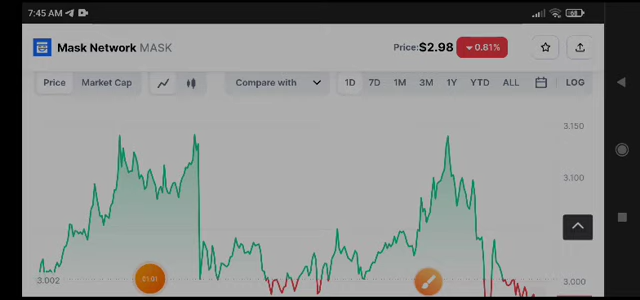 7:45 AM 68
Mask Network MASK Price: $2.98 0.81%
Price Market Cap Compare with 1D 7D 1M 3M 1Y YTD ALL LOG
3.150
3.100
3.002 3.000